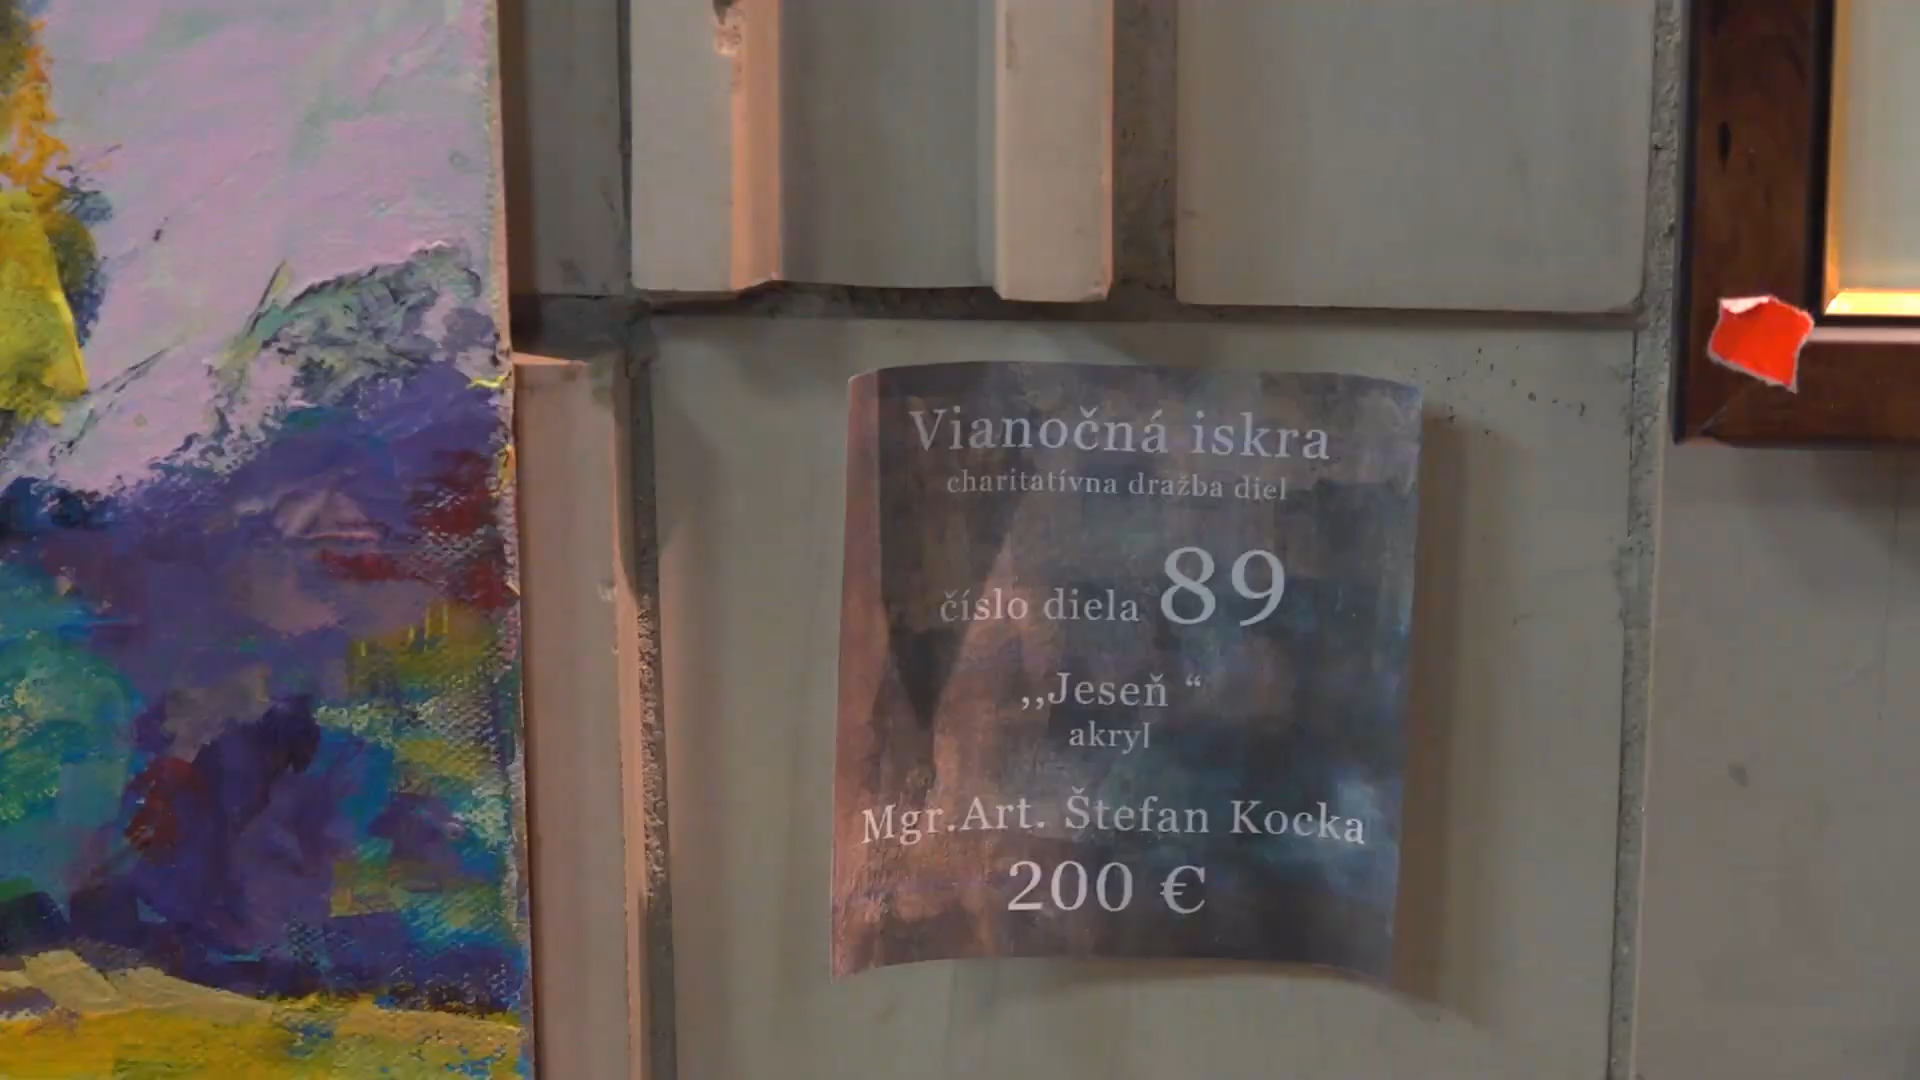 Vianočná iskra
charitatívna dražba diel
číslo diela 89
,,Jeseň “
akryl
Mgr.Art. Štefan Kocka
200 €